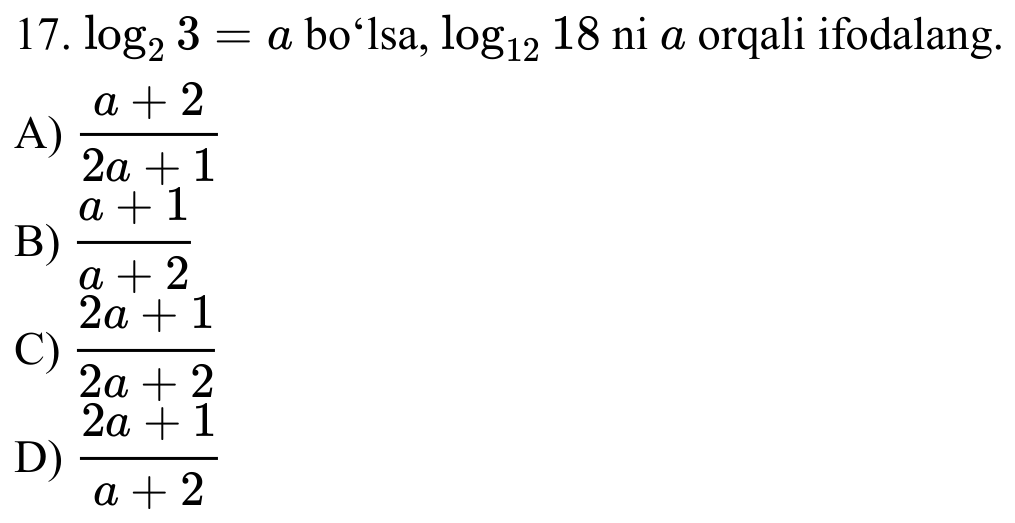 17. log₂ 3 = a bo‘lsa, log₁₂ 18 ni a orqali ifodalang.
A) (a + 2)/(2a + 1)
B) (a + 1)/(a + 2)
C) (2a + 1)/(2a + 2)
D) (2a + 1)/(a + 2)